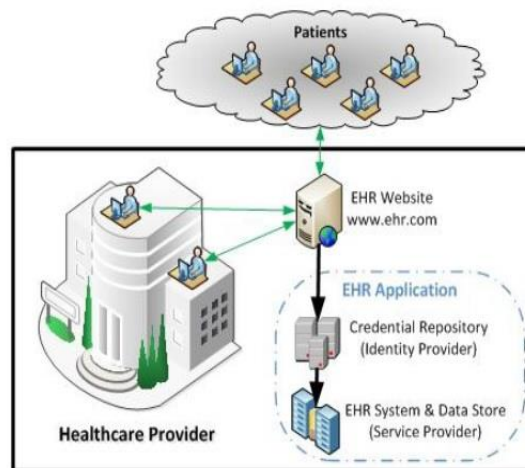 Patients
EHR Website
www.ehr.com
EHR Application
Credential Repository
(Identity Provider)
EHR System & Data Store
(Service Provider)
Healthcare Provider